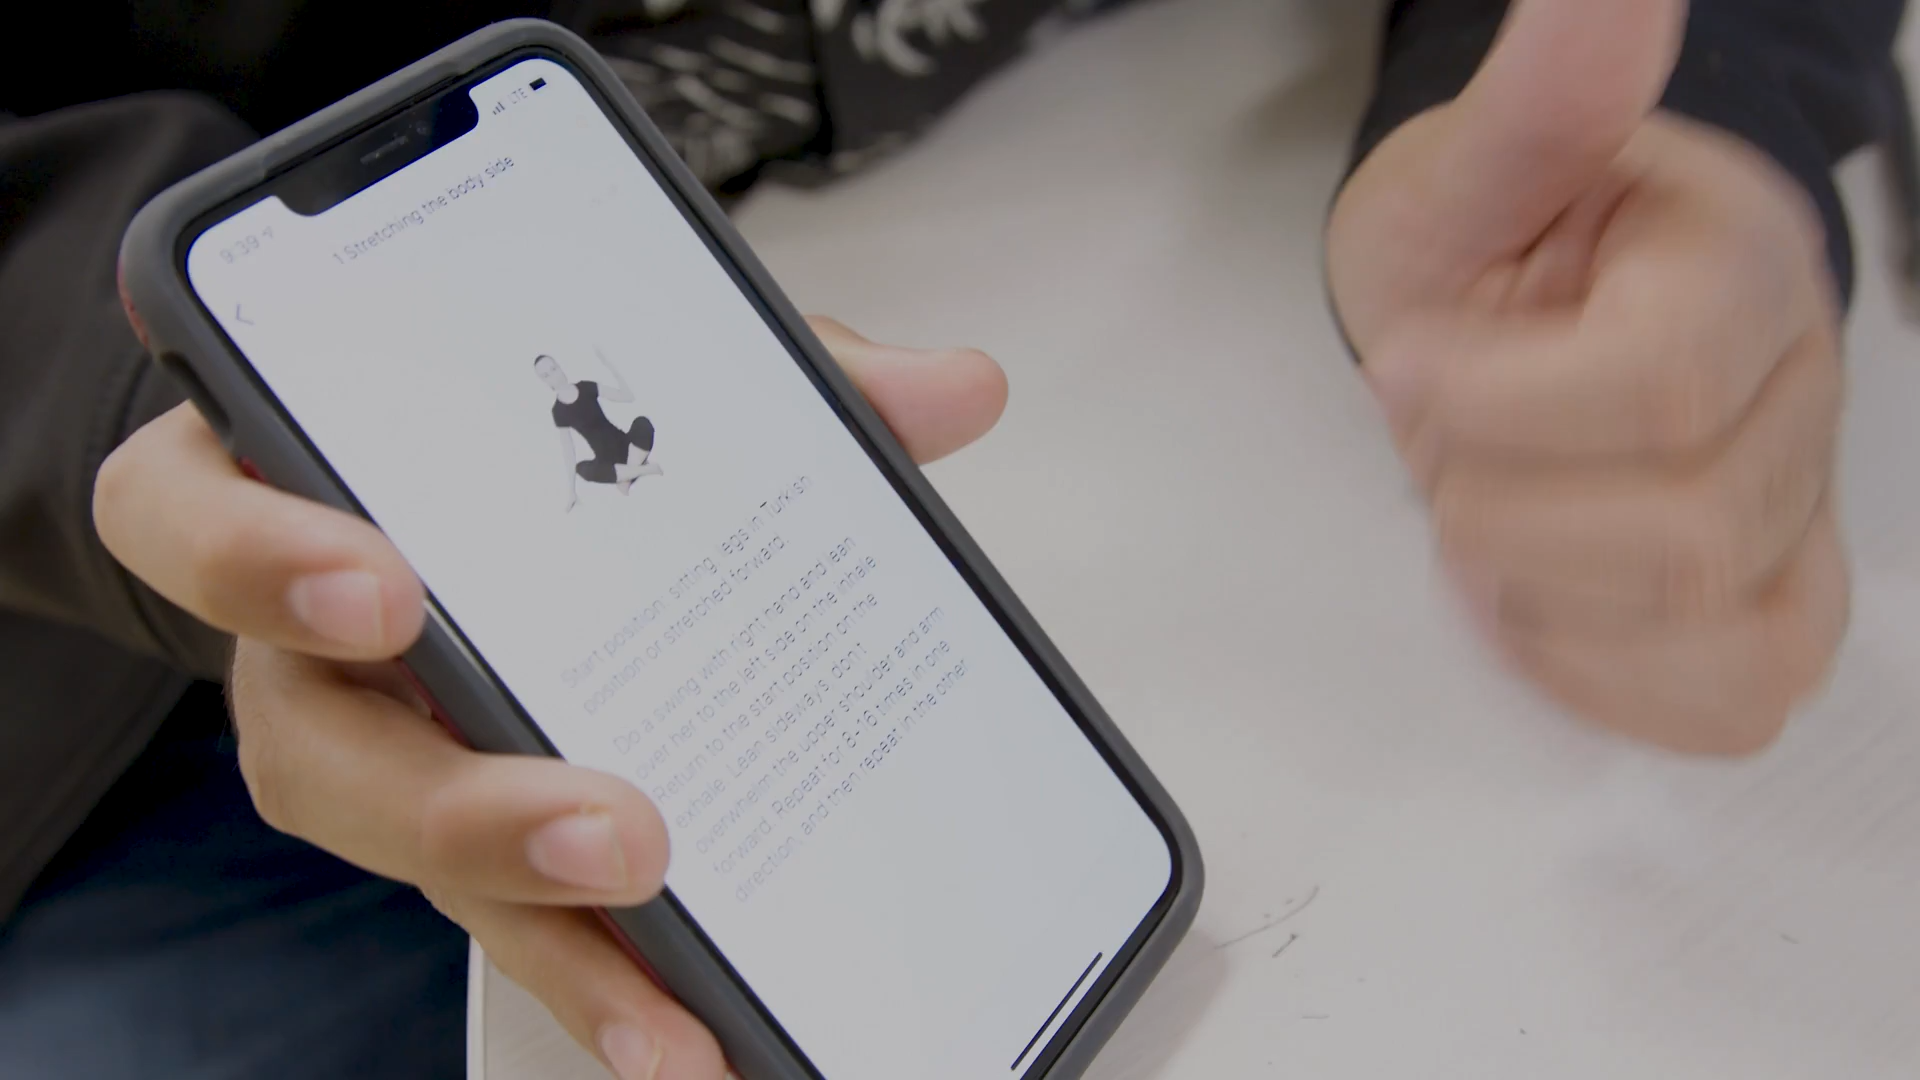 9:39
LTE
1 Stretching the body side
Start position: sitting, legs in Turkish
position or stretched forward.
Do a swing with right hand and lean
over her to the left side on the inhale
Return to the start position on the
exhale. Lean sideways, don't
overwhelm the upper shoulder and arm
forward. Repeat for 8-16 times in one
direction, and then repeat in the other.